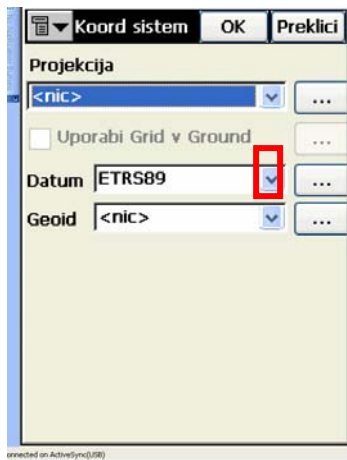 Koord sistem OK Preklici
Projekcija
<nic> ...
Uporabi Grid v Ground ...
Datum ETRS89 ...
Geoid <nic> ...
onnected on ActiveSync(USB)